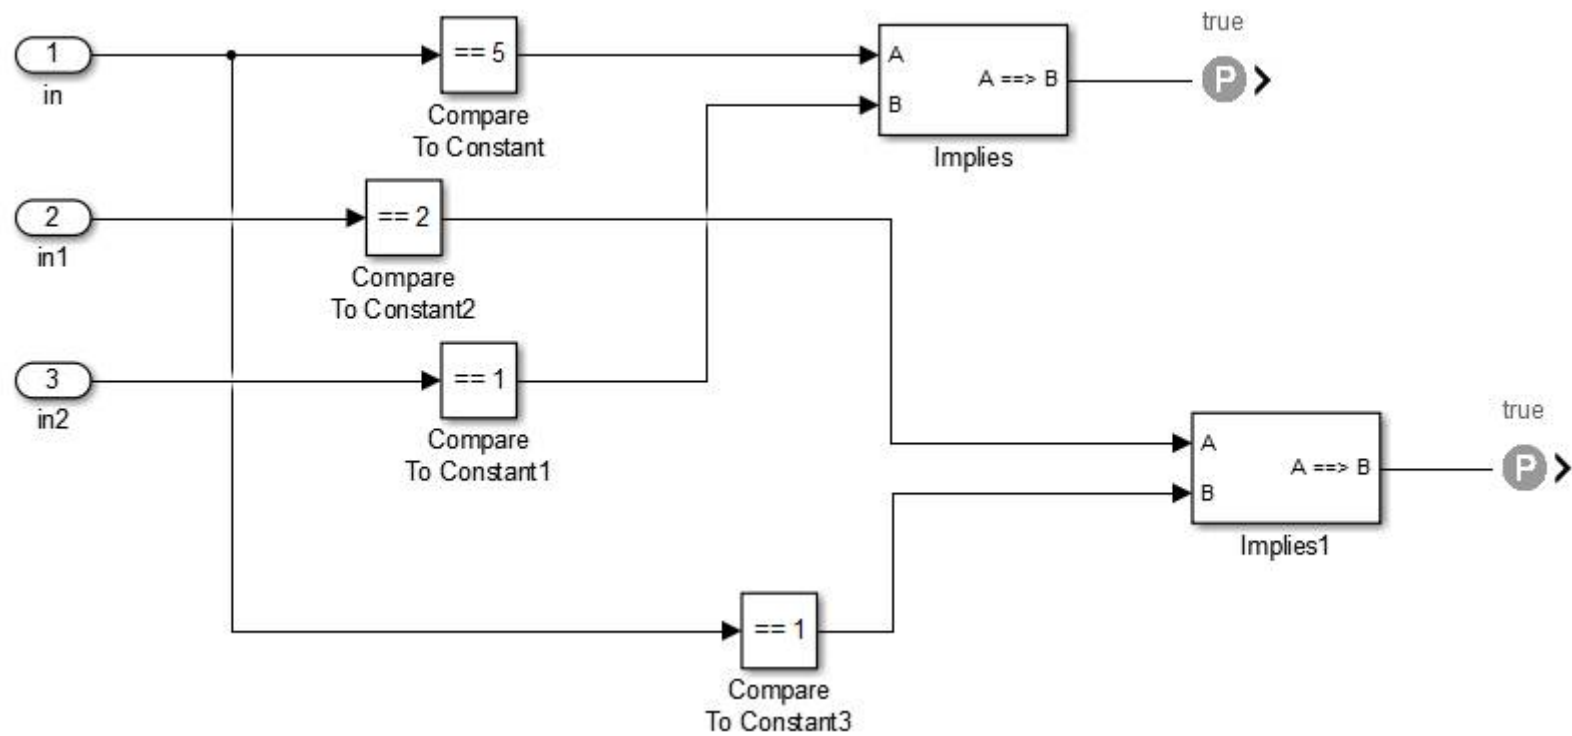 true
1
in
== 5
Compare
To Constant
A
B
A ==> B
Implies
P
2
in1
== 2
Compare
To Constant2
3
in2
== 1
Compare
To Constant1
true
A
B
A ==> B
Implies1
P
== 1
Compare
To Constant3